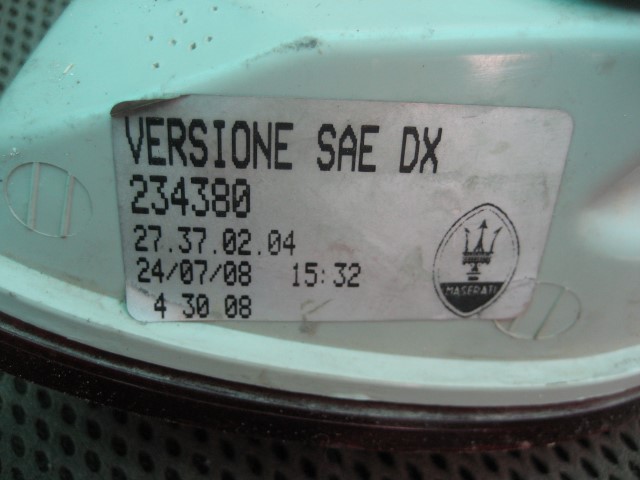 VERSIONE SAE DX
234380
27.37.02.04
24/07/08 15:32
4 30 08
MASERATI